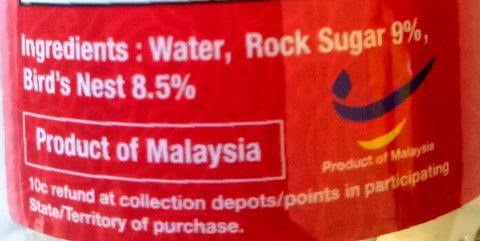 Ingredients : Water, Rock Sugar 9%,
Bird's Nest 8.5%
Product of Malaysia
Product of Malaysia
10c refund at collection depots/points in participating
State/Territory of purchase.